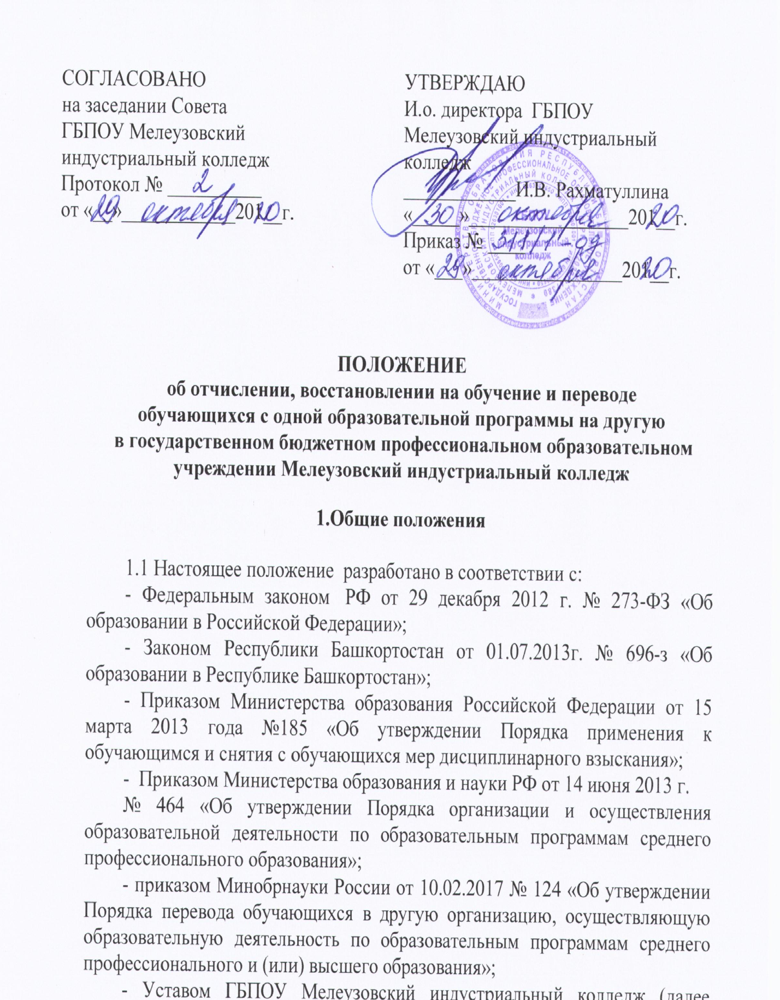 СОГЛАСОВАНО
на заседании Совета
ГБПОУ Мелеузовский
индустриальный колледж
Протокол № 2
от «29» октября 2020 г.
УТВЕРЖДАЮ
И.о. директора ГБПОУ
Мелеузовский индустриальный
колледж
И.В. Рахматуллина
«30» октября 2020 г.
Приказ №
от «29» октября 2020 г.
Мелеузовский
индустриальный
колледж
ПОЛОЖЕНИЕ
об отчислении, восстановлении на обучение и переводе
обучающихся с одной образовательной программы на другую
в государственном бюджетном профессиональном образовательном
учреждении Мелеузовский индустриальный колледж
1.Общие положения
1.1 Настоящее положение разработано в соответствии с:
- Федеральным законом РФ от 29 декабря 2012 г. № 273-ФЗ «Об
образовании в Российской Федерации»;
- Законом Республики Башкортостан от 01.07.2013г. № 696-з «Об
образовании в Республике Башкортостан»;
- Приказом Министерства образования Российской Федерации от 15
марта 2013 года №185 «Об утверждении Порядка применения к
обучающимся и снятия с обучающихся мер дисциплинарного взыскания»;
- Приказом Министерства образования и науки РФ от 14 июня 2013 г.
№ 464 «Об утверждении Порядка организации и осуществления
образовательной деятельности по образовательным программам среднего
профессионального образования»;
- приказом Минобрнауки России от 10.02.2017 № 124 «Об утверждении
Порядка перевода обучающихся в другую организацию, осуществляющую
образовательную деятельность по образовательным программам среднего
профессионального и (или) высшего образования»;
- Уставом ГБПОУ Мелеузовский индустриальный колледж (далее